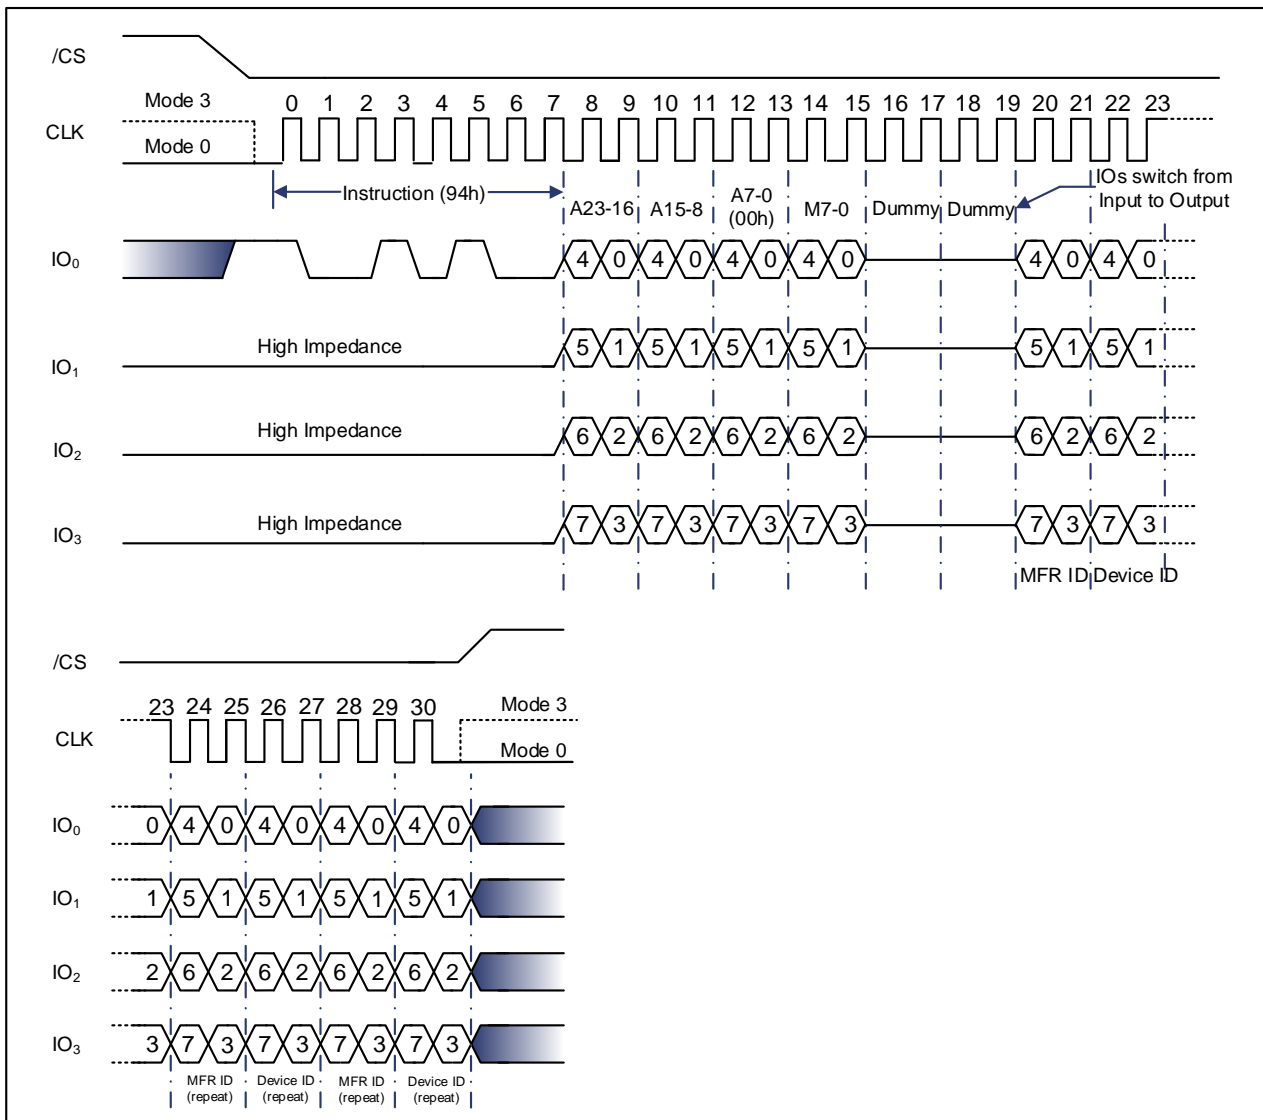 /CS
Mode 3
0 1 2 3 4 5 6 7 8 9 10 11 12 13 14 15 16 17 18 19 20 21 22 23
CLK
Mode 0
Instruction (94h)
IOs switch from
Input to Output
A23-16 A15-8 A7-0
(00h) M7-0 Dummy Dummy
IO0 4 0 4 0 4 0 4 0 4 0 4 0
High Impedance
IO1 5 1 5 1 5 1 5 1 5 1 5 1
High Impedance
IO2 6 2 6 2 6 2 6 2 6 2 6 2
High Impedance
IO3 7 3 7 3 7 3 7 3 7 3 7 3
MFR ID Device ID
/CS
23 24 25 26 27 28 29 30 Mode 3
CLK
Mode 0
IO0 0 4 0 4 0 4 0 4 0
IO1 1 5 1 5 1 5 1 5 1
IO2 2 6 2 6 2 6 2 6 2
IO3 3 7 3 7 3 7 3 7 3
MFR ID Device ID MFR ID Device ID
(repeat) (repeat) (repeat) (repeat)